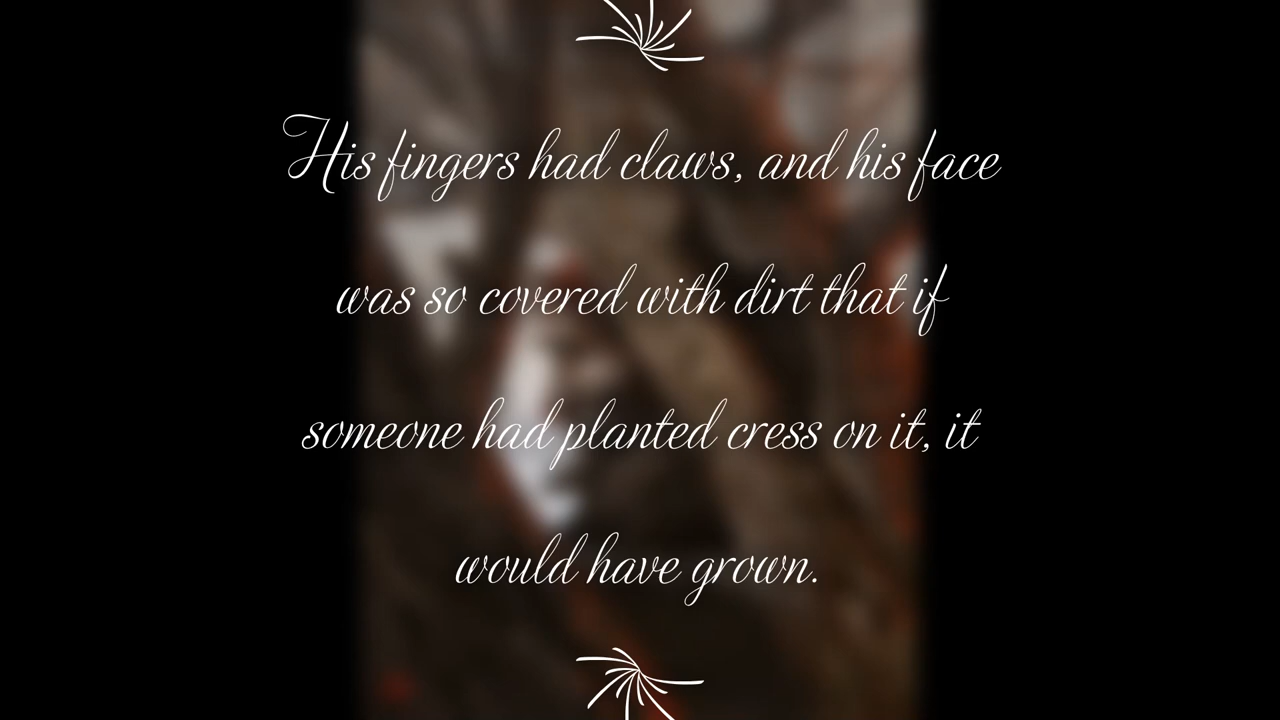 His fingers had claws, and his face
was so covered with dirt that if
someone had planted cress on it, it
would have grown.